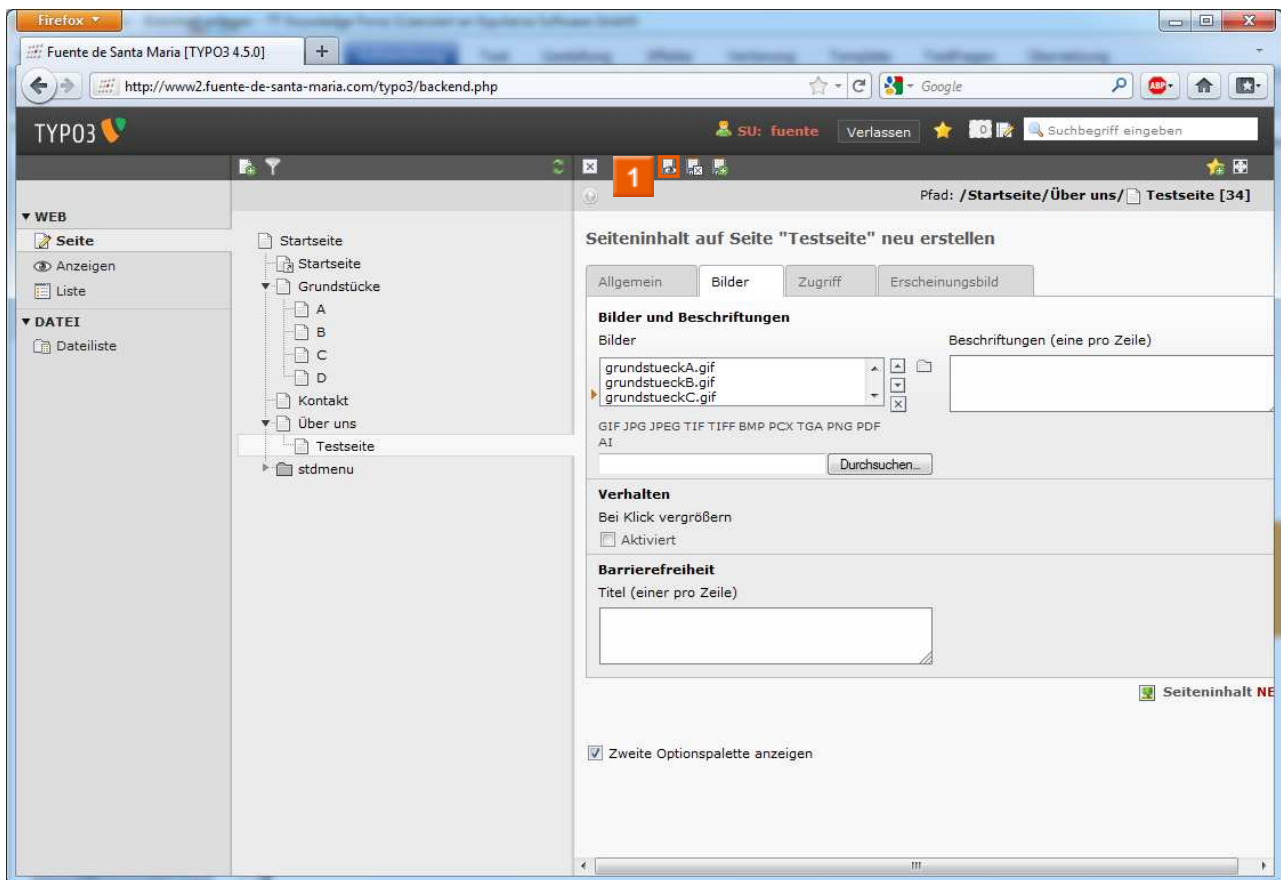 Firefox
Fuente de Santa Maria [TYPO3 4.5.0]
http://www2.fuente-de-santa-maria.com/typo3/backend.php
Google
ABP
TYPO3
SU: fuente
Verlassen
0
Suchbegriff eingeben
1
Pfad: /Startseite/Über uns/ Testseite [34]
WEB
Seite
Anzeigen
Liste
DATEI
Dateiliste
Startseite
Startseite
Grundstücke
A
B
C
D
Kontakt
Über uns
Testseite
stdmenu
Seiteninhalt auf Seite "Testseite" neu erstellen
Allgemein Bilder Zugriff Erscheinungsbild
Bilder und Beschriftungen
Bilder Beschriftungen (eine pro Zeile)
grundstueckA.gif
grundstueckB.gif
grundstueckC.gif
GIF JPG JPEG TIF TIFF BMP PCX TGA PNG PDF
AI
Durchsuchen...
Verhalten
Bei Klick vergrößern
Aktiviert
Barrierefreiheit
Titel (einer pro Zeile)
Seiteninhalt NE
Zweite Optionspalette anzeigen